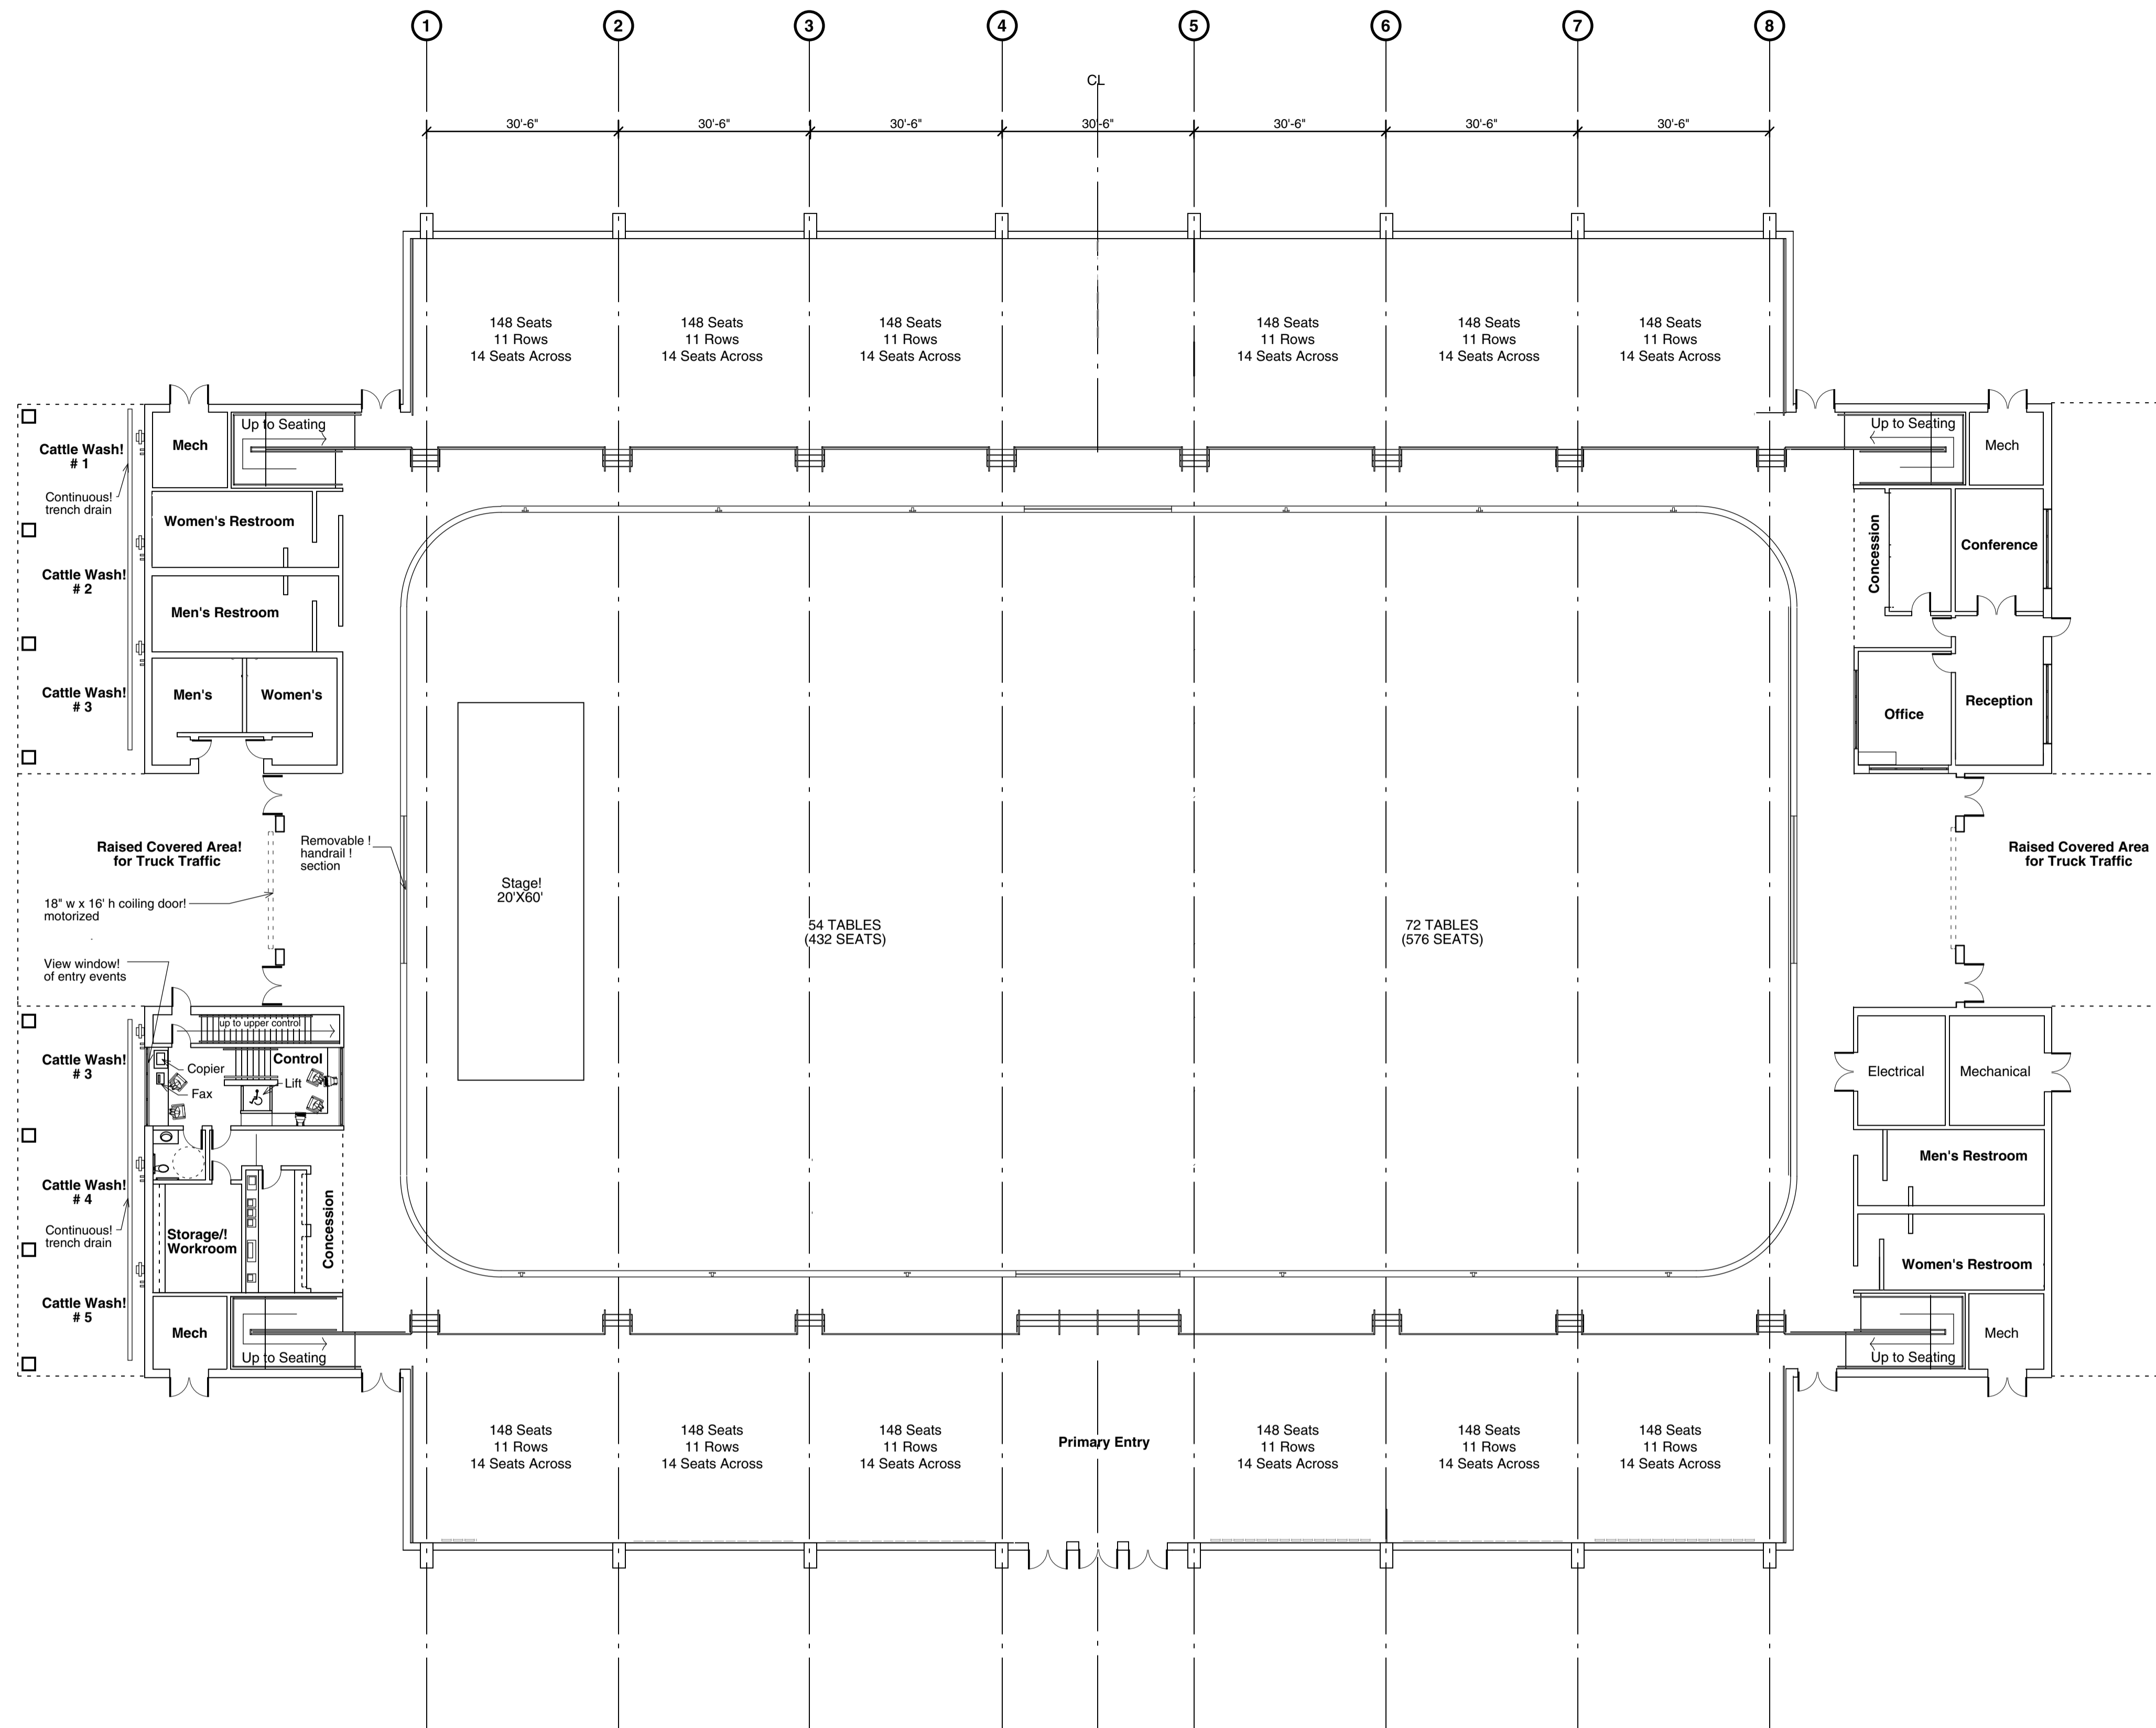 1 2 3 4 5 6 7 8
CL
30'-6" 30'-6" 30'-6" 30'-6" 30'-6" 30'-6" 30'-6"
148 Seats 148 Seats 148 Seats 148 Seats 148 Seats 148 Seats
11 Rows 11 Rows 11 Rows 11 Rows 11 Rows 11 Rows
14 Seats Across 14 Seats Across 14 Seats Across 14 Seats Across 14 Seats Across 14 Seats Across
Cattle Wash!
# 1
Continuous!
trench drain
Cattle Wash!
# 2
Cattle Wash!
# 3
Mech
Up to Seating
Women's Restroom
Men's Restroom
Men's
Women's
Up to Seating
Mech
Concession
Conference
Office
Reception
Raised Covered Area!
for Truck Traffic
Removable !
handrail !
section
18" w x 16' h coiling door!
motorized
View window!
of entry events
Stage!
20'X60'
54 TABLES
(432 SEATS)
72 TABLES
(576 SEATS)
Raised Covered Area
for Truck Traffic
up to upper control
Control
Copier
Lift
Fax
Cattle Wash!
# 3
Cattle Wash!
# 4
Continuous!
trench drain
Cattle Wash!
# 5
Storage/!
Workroom
Concession
Mech
Up to Seating
Electrical
Mechanical
Men's Restroom
Women's Restroom
Up to Seating
Mech
148 Seats 148 Seats 148 Seats 148 Seats 148 Seats 148 Seats
11 Rows 11 Rows 11 Rows 11 Rows 11 Rows 11 Rows
14 Seats Across 14 Seats Across 14 Seats Across 14 Seats Across 14 Seats Across 14 Seats Across
Primary Entry